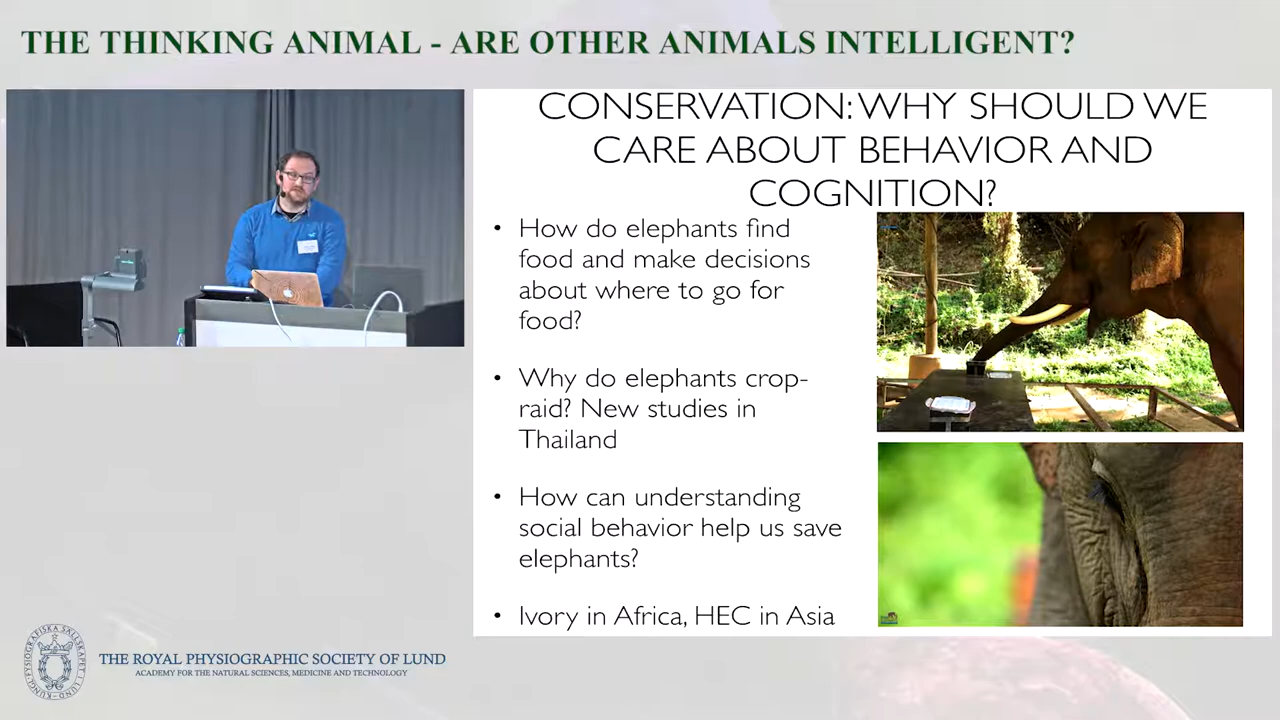 THE THINKING ANIMAL - ARE OTHER ANIMALS INTELLIGENT?
CONSERVATION: WHY SHOULD WE
CARE ABOUT BEHAVIOR AND
COGNITION?
• How do elephants find
food and make decisions
about where to go for
food?
• Why do elephants crop-
raid? New studies in
Thailand
• How can understanding
social behavior help us save
elephants?
• Ivory in Africa, HEC in Asia
THE ROYAL PHYSIOGRAPHIC SOCIETY OF LUND
ACADEMY FOR THE NATURAL SCIENCES, MEDICINE AND TECHNOLOGY